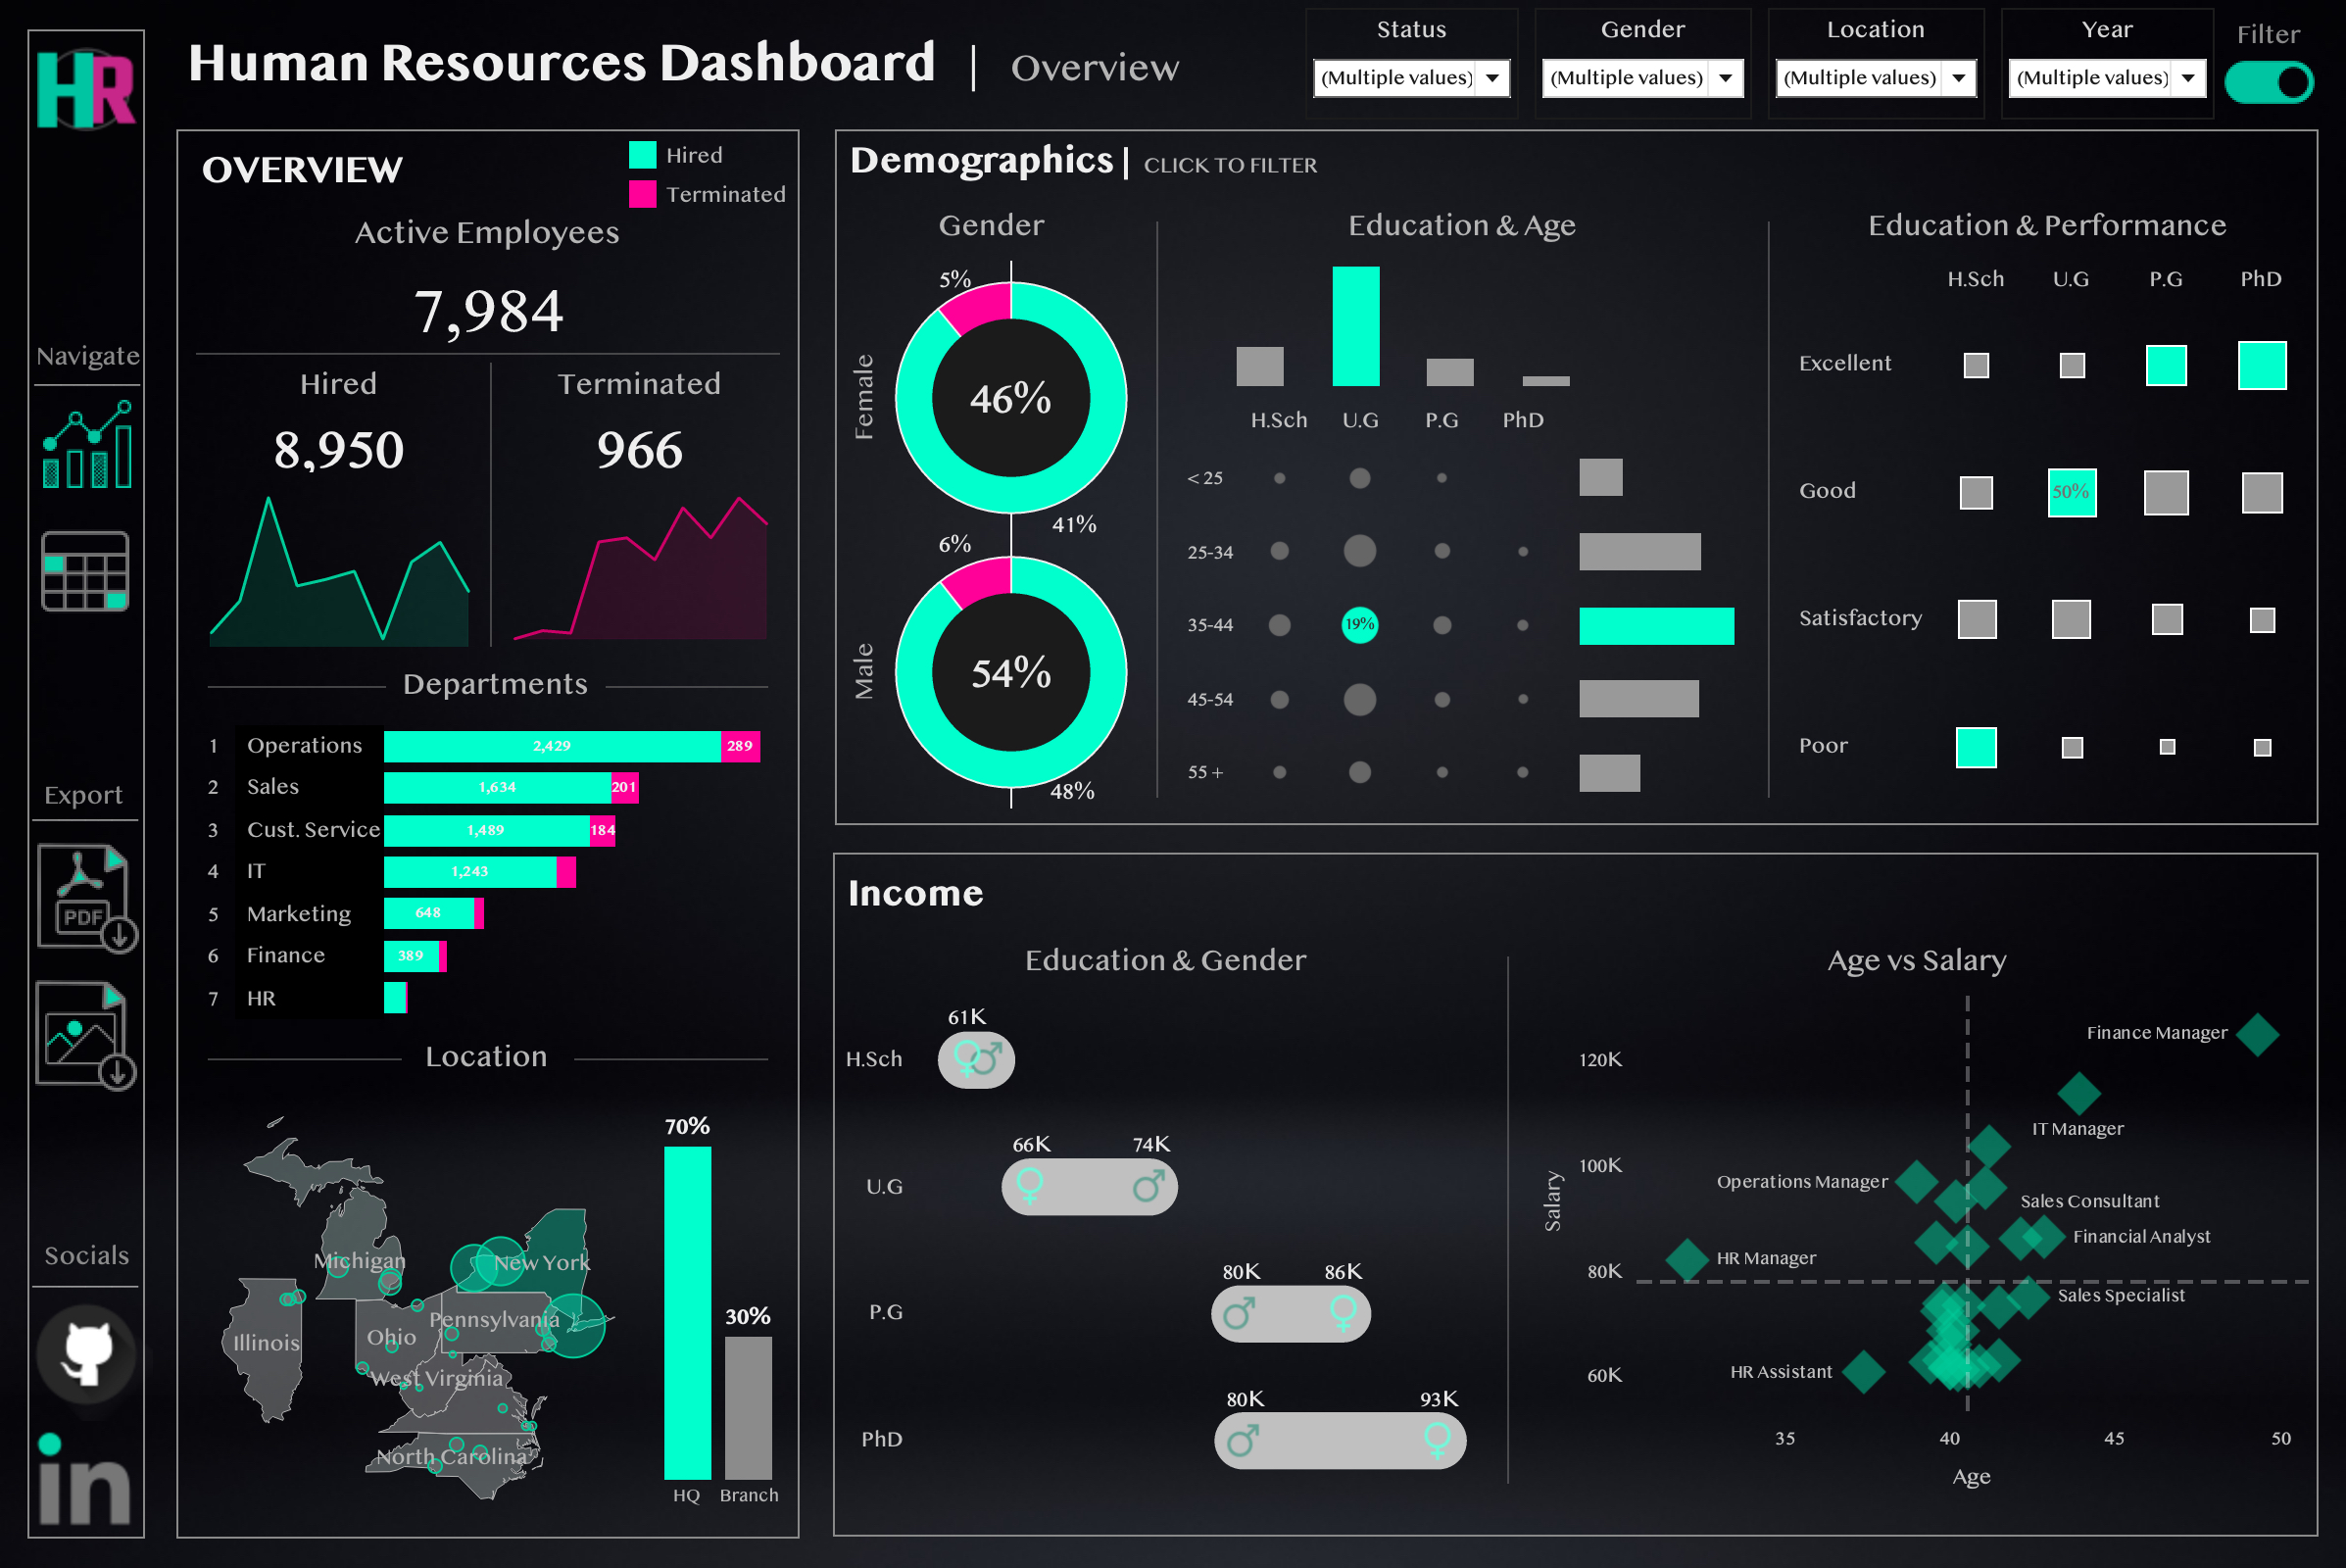 HR
Human Resources Dashboard | Overview
Status
(Multiple values)
Gender
(Multiple values)
Location
(Multiple values)
Year
(Multiple values)
Filter
Navigate
Export
PDF
Socials
in
OVERVIEW
Hired
Terminated
Active Employees
7,984
Hired
8,950
Terminated
966
Departments
1 Operations 2,429 289
2 Sales 1,634 201
3 Cust. Service 1,489 184
4 IT 1,243
5 Marketing 648
6 Finance 389
7 HR
Location
Michigan
New York
Pennsylvania
Ohio
Illinois
West Virginia
North Carolina
70%
30%
HQ Branch
Demographics | CLICK TO FILTER
Gender
Female
5%
46%
41%
Male
6%
54%
48%
Education & Age
H.Sch U.G P.G PhD
< 25
25-34
35-44 19%
45-54
55 +
Education & Performance
H.Sch U.G P.G PhD
Excellent
Good 50%
Satisfactory
Poor
Income
Education & Gender
61K
H.Sch
66K 74K
U.G
80K 86K
P.G
80K 93K
PhD
Age vs Salary
Salary
120K
100K
80K
60K
Finance Manager
IT Manager
Operations Manager
Sales Consultant
Financial Analyst
HR Manager
Sales Specialist
HR Assistant
35 40 45 50
Age